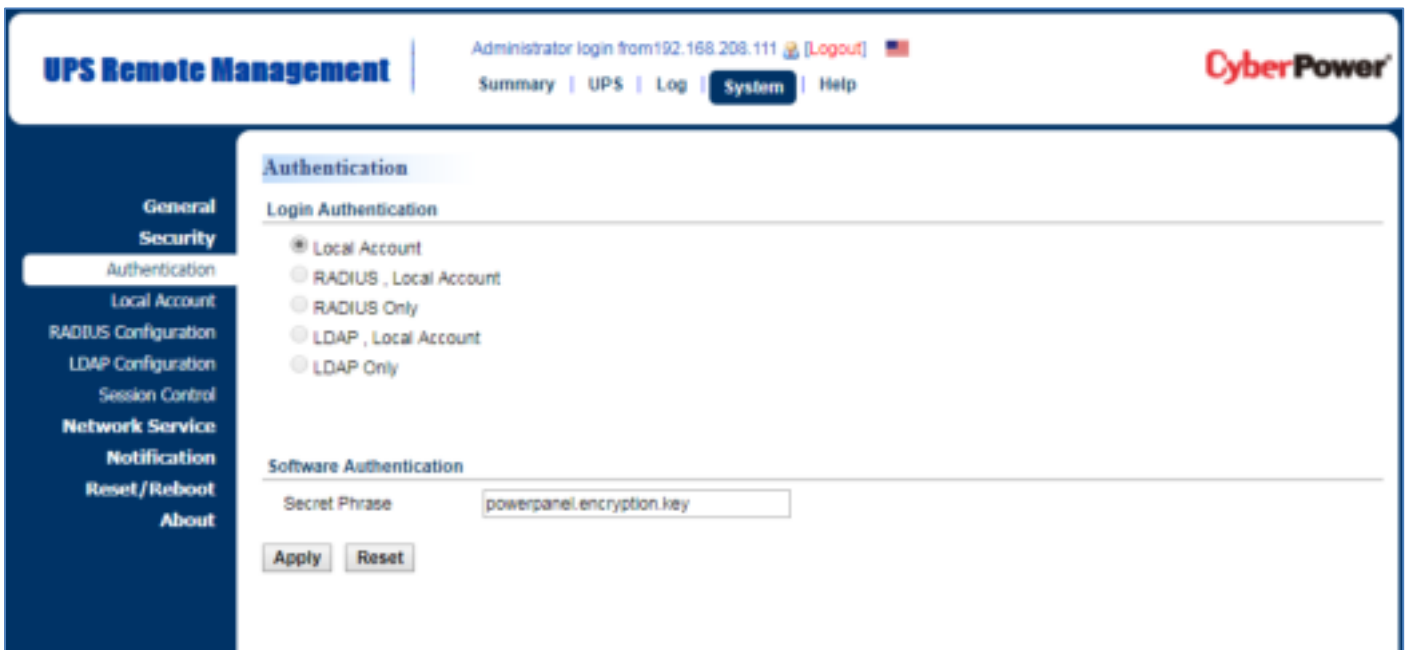 UPS Remote Management
Administrator login from192.168.208.111 [Logout]
Summary | UPS | Log | System | Help
CyberPower
General
Security
Authentication
Local Account
RADIUS Configuration
LDAP Configuration
Session Control
Network Service
Notification
Reset/Reboot
About
Authentication
Login Authentication
Local Account
RADIUS , Local Account
RADIUS Only
LDAP , Local Account
LDAP Only
Software Authentication
Secret Phrase powerpanel.encryption.key
Apply Reset